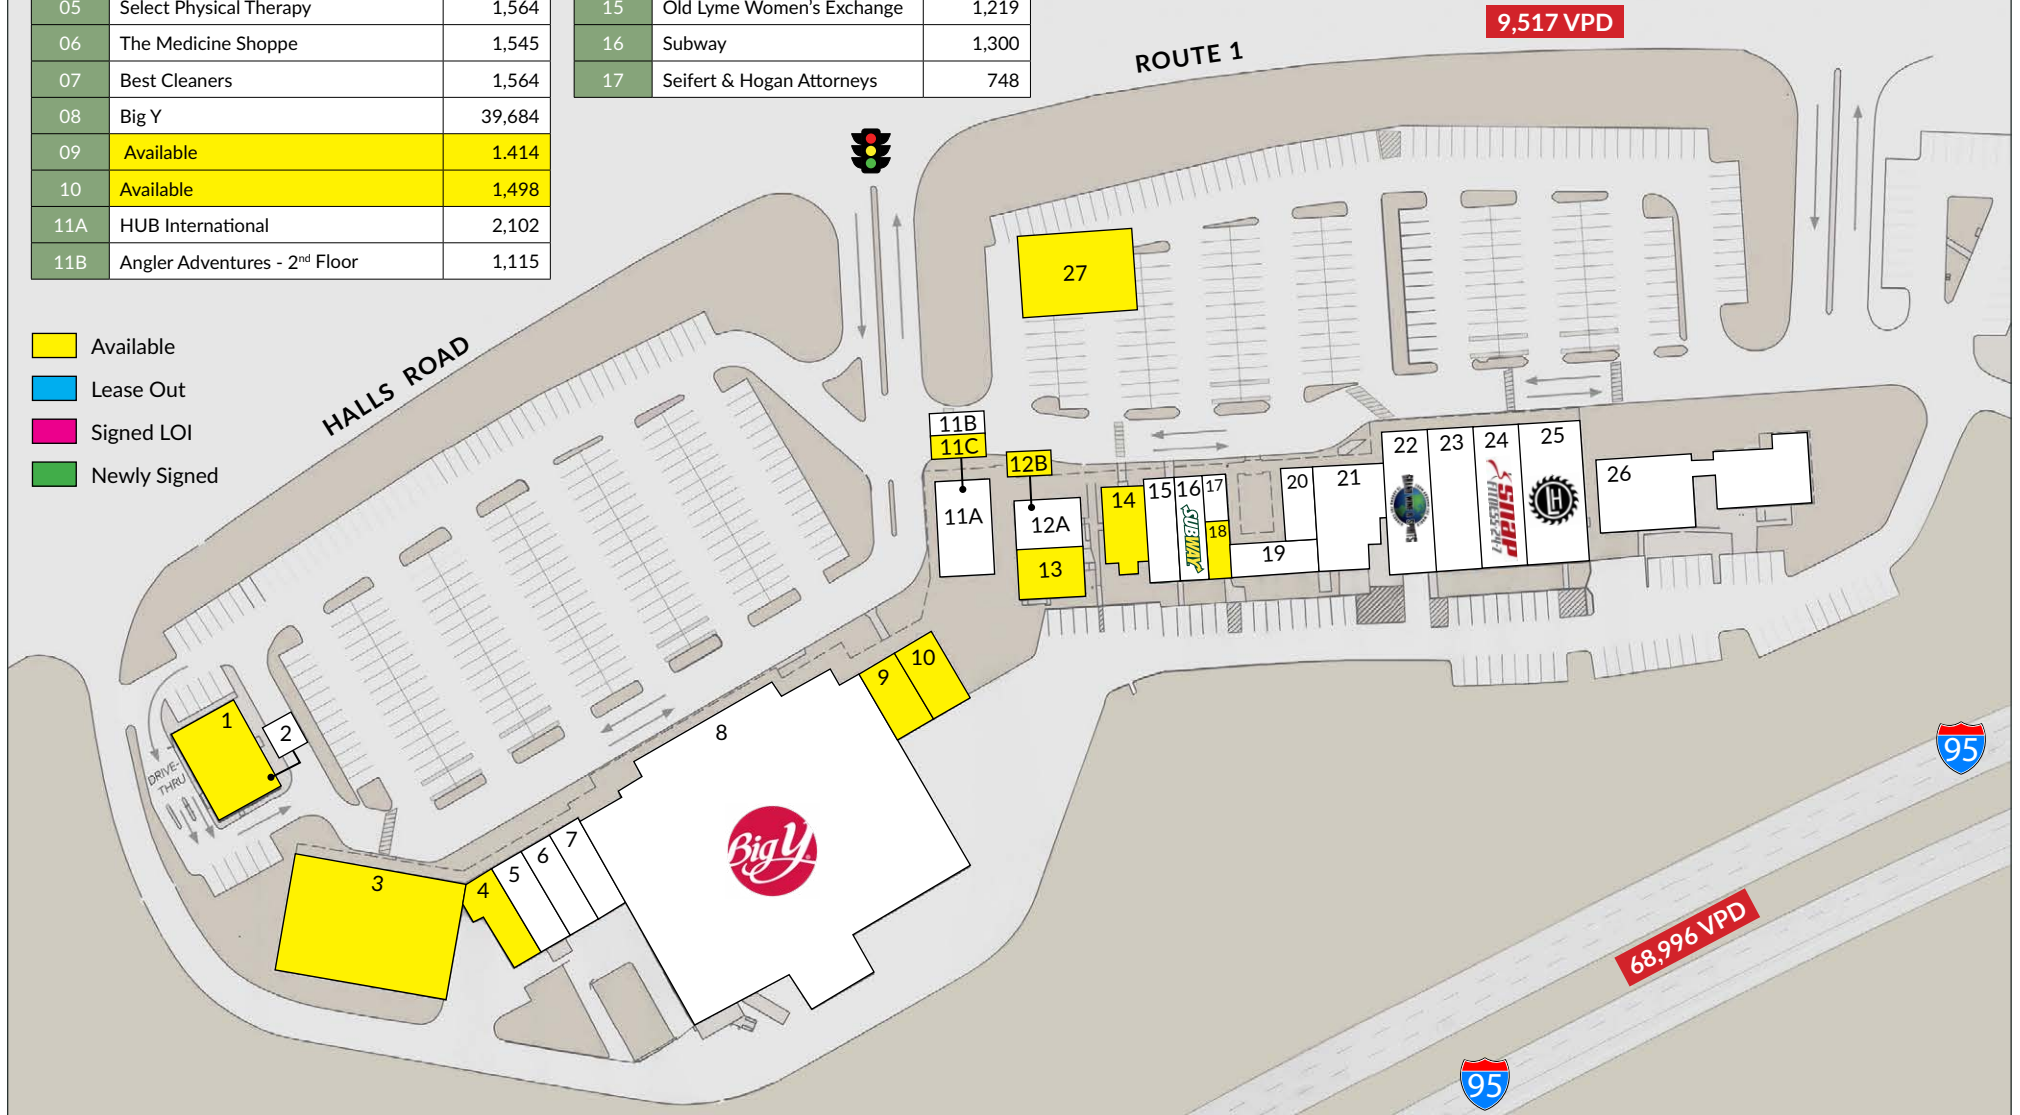 05 Select Physical Therapy 1,564
06 The Medicine Shoppe 1,545
07 Best Cleaners 1,564
08 Big Y 39,684
09 Available 1.414
10 Available 1,498
11A HUB International 2,102
11B Angler Adventures - 2nd Floor 1,115
15 Old Lyme Women's Exchange 1,219
16 Subway 1,300
17 Seifert & Hogan Attorneys 748
9,517 VPD
ROUTE 1
Available
Lease Out
Signed LOI
Newly Signed
HALLS ROAD
27
11B
11C
12B
11A
12A
13
14
15
16
17
18
SUBWAY
19
20
21
22
23
24
25
26
snap
FITNESS 24-7
LH
1
2
DRIVE-
THRU
3
4
5
6
7
8
9
10
Big Y
95
68,996 VPD
95